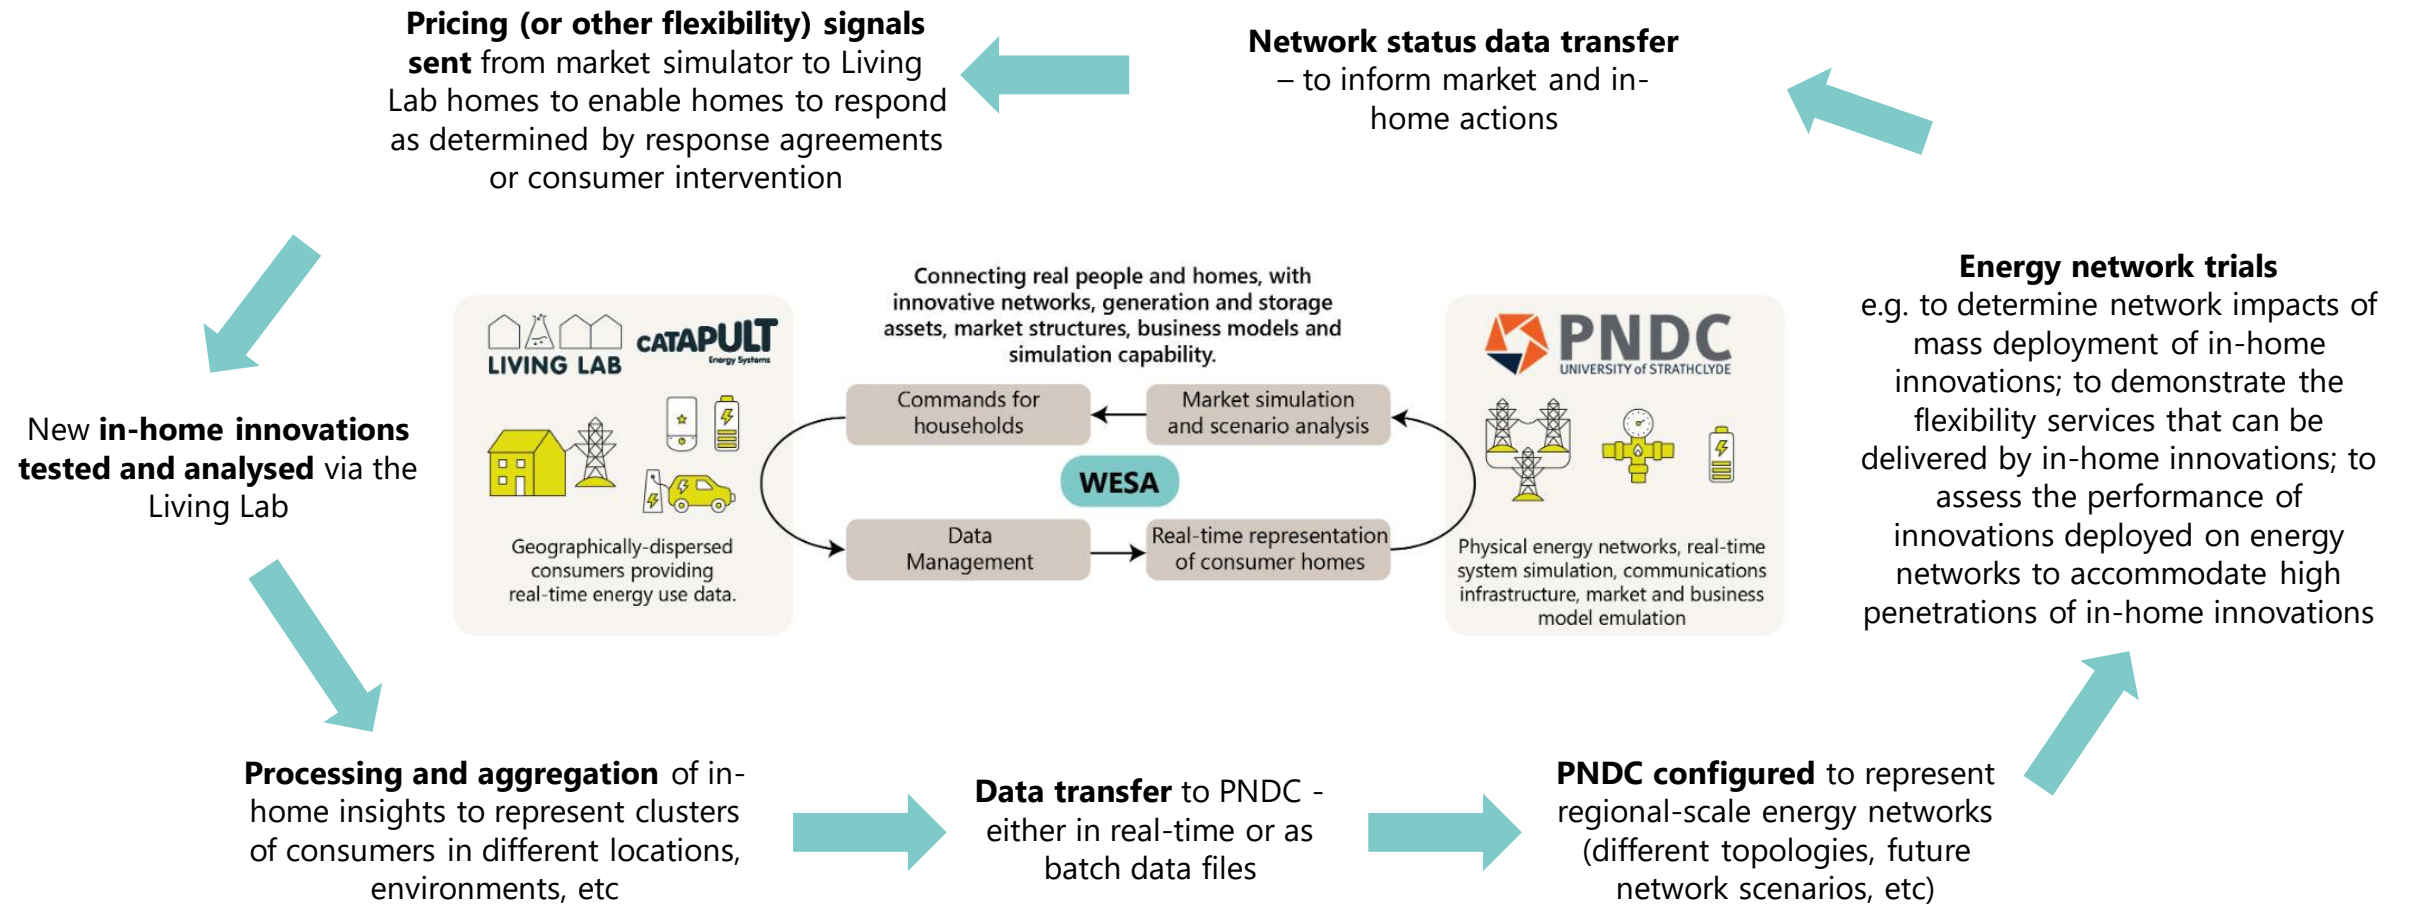 Pricing (or other flexibility) signals
sent from market simulator to Living
Lab homes to enable homes to respond
as determined by response agreements
or consumer intervention
Network status data transfer
– to inform market and in-
home actions
Energy network trials
e.g. to determine network impacts of
mass deployment of in-home
innovations; to demonstrate the
flexibility services that can be
delivered by in-home innovations; to
assess the performance of
innovations deployed on energy
networks to accommodate high
penetrations of in-home innovations
New in-home innovations
tested and analysed via the
Living Lab
Connecting real people and homes, with
innovative networks, generation and storage
assets, market structures, business models and
simulation capability.
LIVING LAB
CATAPULT
Energy Systems
Geographically-dispersed
consumers providing
real-time energy use data.
Commands for
households
Market simulation
and scenario analysis
WESA
Data
Management
Real-time representation
of consumer homes
PNDC
UNIVERSITY of STRATHCLYDE
Physical energy networks, real-time
system simulation, communications
infrastructure, market and business
model emulation
Processing and aggregation of in-
home insights to represent clusters
of consumers in different locations,
environments, etc
Data transfer to PNDC -
either in real-time or as
batch data files
PNDC configured to represent
regional-scale energy networks
(different topologies, future
network scenarios, etc)